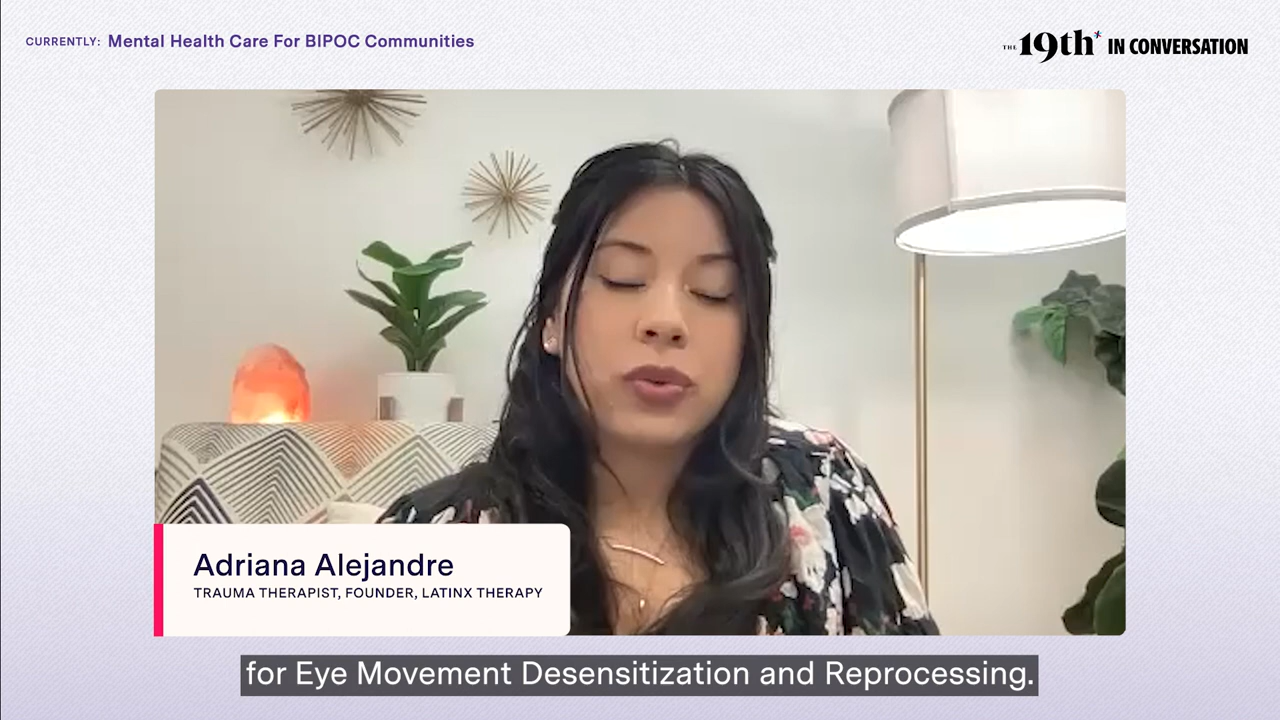 CURRENTLY: Mental Health Care For BIPOC Communities
THE 19th* IN CONVERSATION
Adriana Alejandre
TRAUMA THERAPIST, FOUNDER, LATINX THERAPY
for Eye Movement Desensitization and Reprocessing.